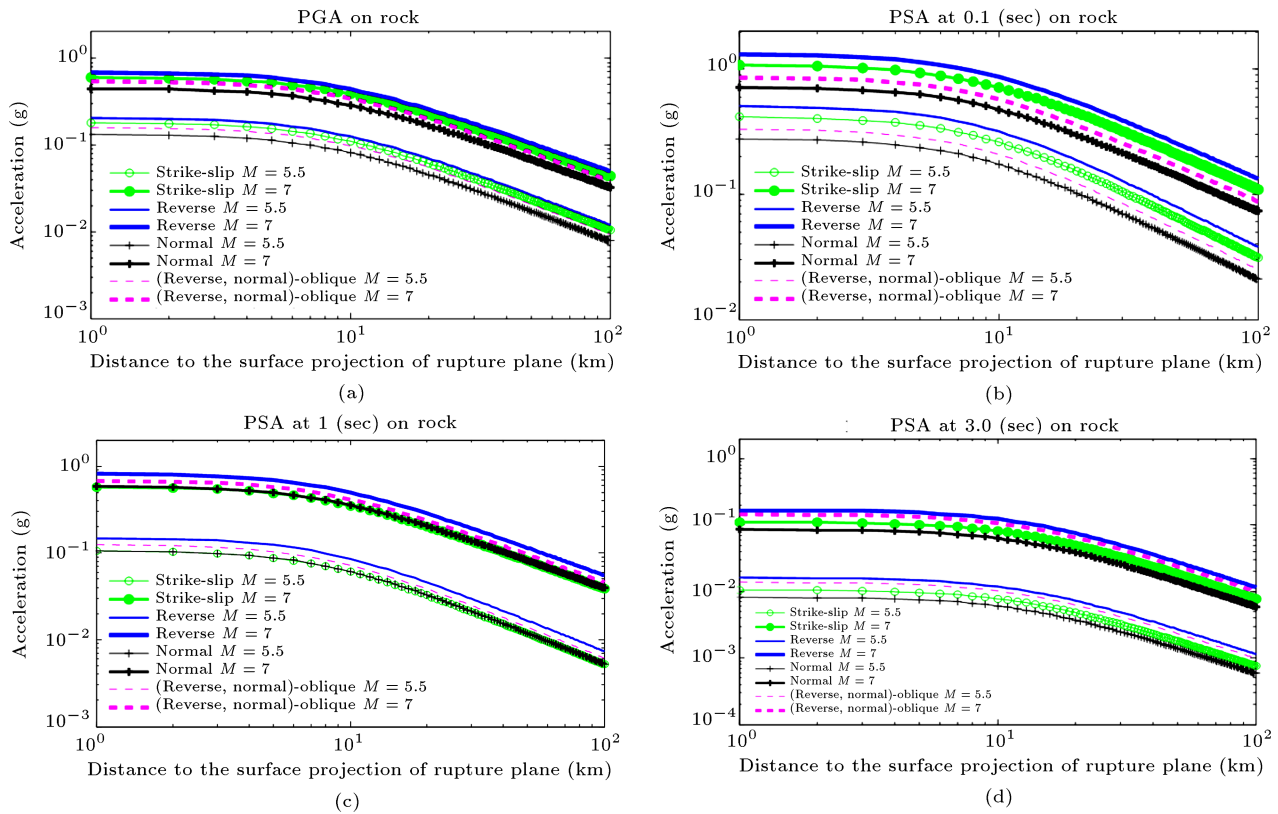 PGA on rock
Acceleration (g)
10^0
10^-1
10^-2
10^-3
Strike-slip M = 5.5
Strike-slip M = 7
Reverse M = 5.5
Reverse M = 7
Normal M = 5.5
Normal M = 7
(Reverse, normal)-oblique M = 5.5
(Reverse, normal)-oblique M = 7
10^0 10^1 10^2
Distance to the surface projection of rupture plane (km)
(a)
PSA at 0.1 (sec) on rock
Acceleration (g)
10^0
10^-1
10^-2
Strike-slip M = 5.5
Strike-slip M = 7
Reverse M = 5.5
Reverse M = 7
Normal M = 5.5
Normal M = 7
(Reverse, normal)-oblique M = 5.5
(Reverse, normal)-oblique M = 7
10^0 10^1 10^2
Distance to the surface projection of rupture plane (km)
(b)
PSA at 1 (sec) on rock
Acceleration (g)
10^0
10^-1
10^-2
10^-3
Strike-slip M = 5.5
Strike-slip M = 7
Reverse M = 5.5
Reverse M = 7
Normal M = 5.5
Normal M = 7
(Reverse, normal)-oblique M = 5.5
(Reverse, normal)-oblique M = 7
10^0 10^1 10^2
Distance to the surface projection of rupture plane (km)
(c)
PSA at 3.0 (sec) on rock
Acceleration (g)
10^0
10^-1
10^-2
10^-3
10^-4
Strike-slip M = 5.5
Strike-slip M = 7
Reverse M = 5.5
Reverse M = 7
Normal M = 5.5
Normal M = 7
(Reverse, normal)-oblique M = 5.5
(Reverse, normal)-oblique M = 7
10^0 10^1 10^2
Distance to the surface projection of rupture plane (km)
(d)